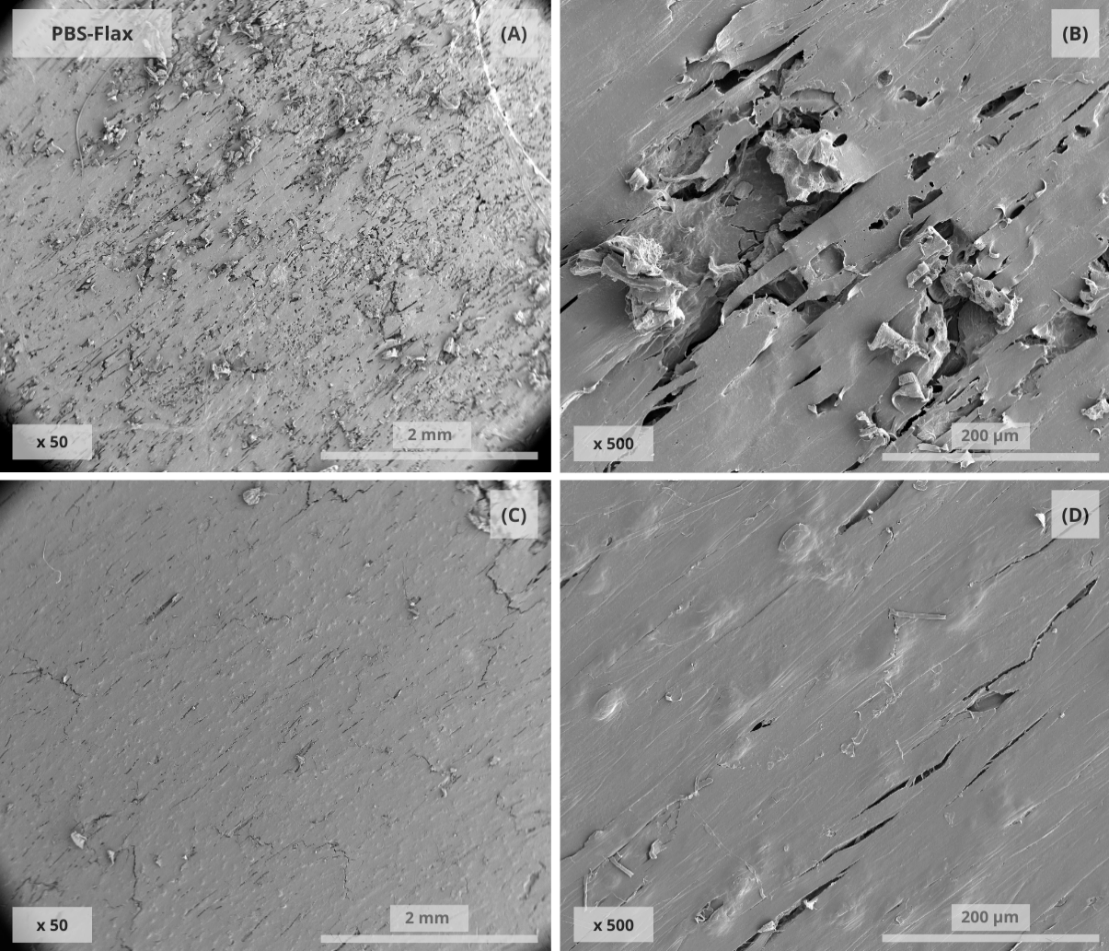 PBS-Flax
(A)
x 50
2 mm
(B)
x 500
200 µm
(C)
x 50
2 mm
(D)
x 500
200 µm